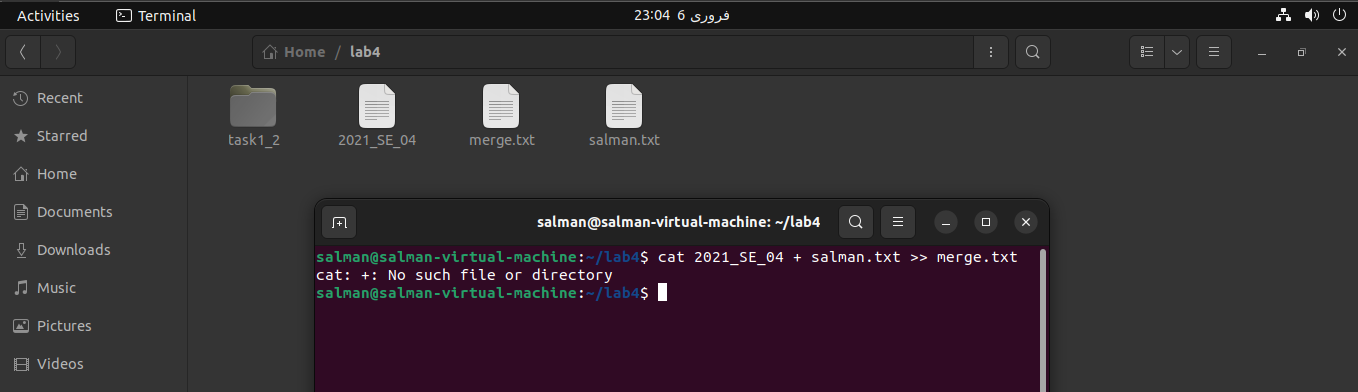 Activities
Terminal
23:04 6 فروری
Home / lab4
Recent
Starred
Home
Documents
Downloads
Music
Pictures
Videos
task1_2
2021_SE_04
merge.txt
salman.txt
salman@salman-virtual-machine: ~/lab4
salman@salman-virtual-machine:~/lab4$ cat 2021_SE_04 + salman.txt >> merge.txt
cat: +: No such file or directory
salman@salman-virtual-machine:~/lab4$